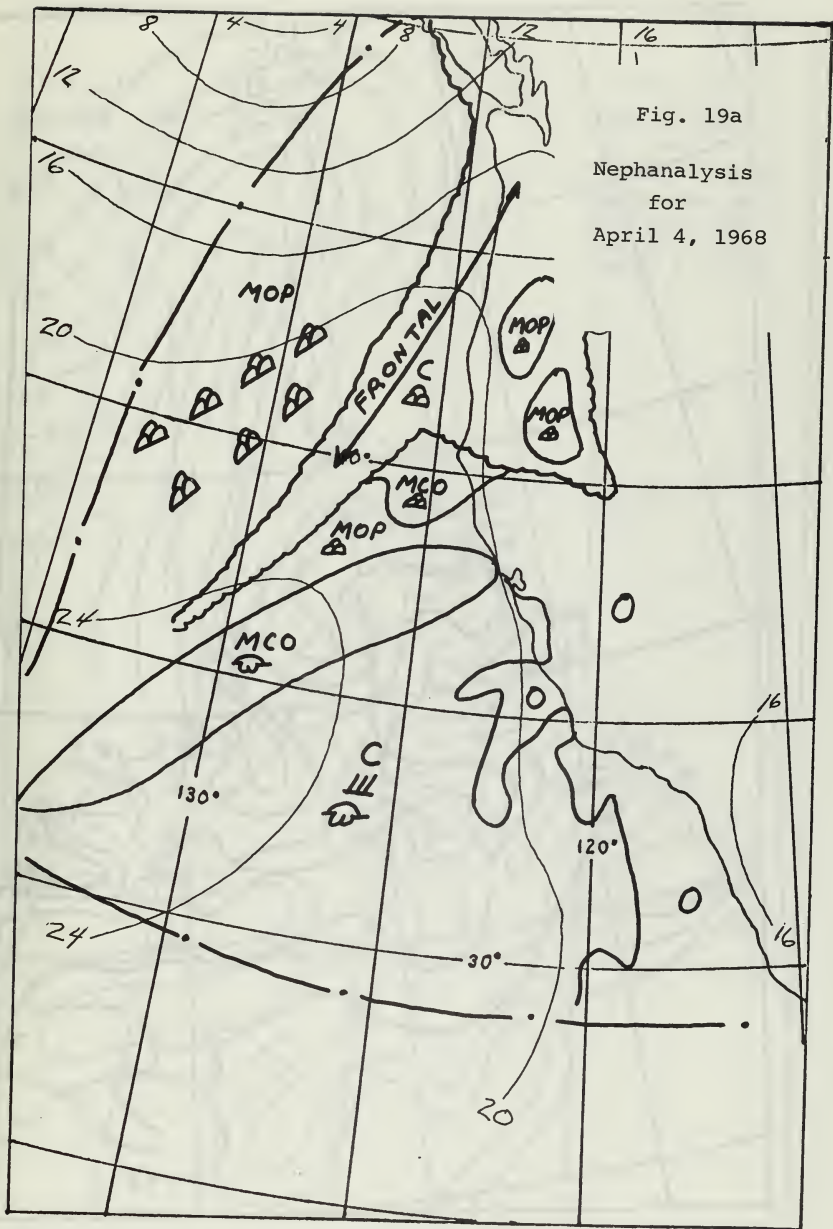 8
4
4
8
12
16
12
Fig. 19a
Nephanalysis
for
April 4, 1968
16
MOP
MOP
20
FRONTAL
C
MOP
40°
MCO
MOP
24
O
MCO
16
O
C
130°
120°
O
24
16
30°
20